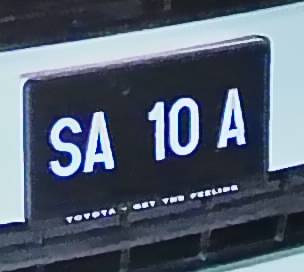 SA 10 A
TOYOTA - GET THE FEELING